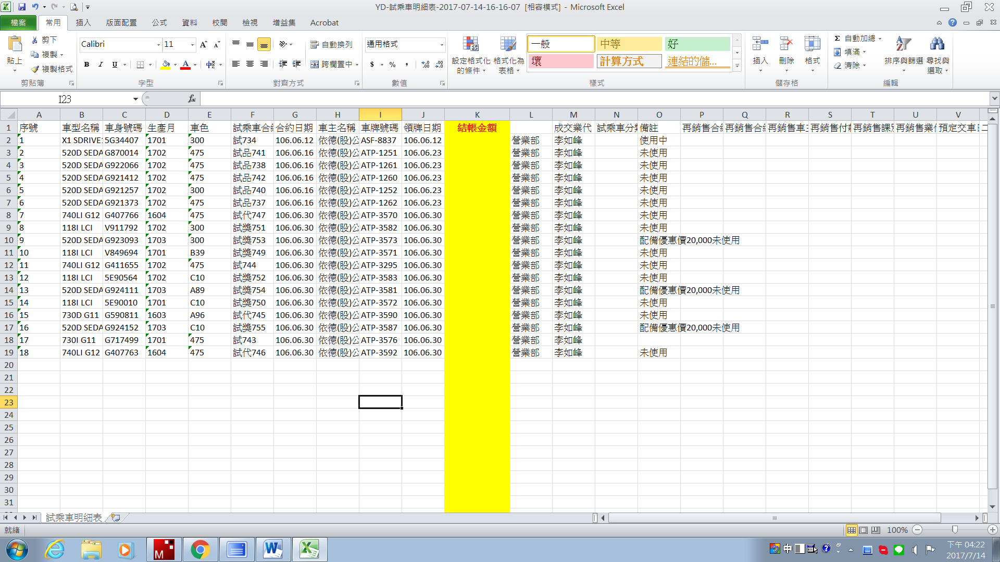 YD-試乘車明細表-2017-07-14-16-16-07 [相容模式] - Microsoft Excel
檔案 常用 插入 版面配置 公式 資料 校閱 檢視 增益集 Acrobat
貼上 剪下 複製 複製格式 剪貼簿
Calibri 11 B I U 字型
自動換列 跨欄置中 對齊方式
通用格式 $ % , 數值
設定格式化的條件 格式化為表格 一般 中等 好 壞 計算方式 連結的儲... 樣式
插入 刪除 格式 儲存格
Σ 自動加總 填滿 清除 排序與篩選 尋找與選取 編輯
I23 fx
A B C D E F G H I J K L M N O P Q R S T U V
1 序號 車型名稱 車身號碼 生產月 車色 試乘車合約 合約日期 車主名稱 車牌號碼 領牌日期 結帳金額 成交業代 試乘車分類 備註 再銷售合 再銷售合 再銷售車主 再銷售付款 再銷售課別 再銷售業代 預定交車日 二
2 1 X1 SDRIVE 5G34407 1701 300 試734 106.06.12 依德(股)公 ASF-8837 106.06.12 營業部 李如峰 使用中
3 2 520D SEDA G870014 1702 475 試品741 106.06.16 依德(股)公 ATP-1251 106.06.23 營業部 李如峰 未使用
4 3 520D SEDA G922066 1702 475 試品738 106.06.16 依德(股)公 ATP-1261 106.06.23 營業部 李如峰 未使用
5 4 520D SEDA G921412 1702 475 試品742 106.06.16 依德(股)公 ATP-1260 106.06.23 營業部 李如峰 未使用
6 5 520D SEDA G921257 1702 300 試品740 106.06.16 依德(股)公 ATP-1252 106.06.23 營業部 李如峰 未使用
7 6 520D SEDA G921373 1702 475 試品737 106.06.16 依德(股)公 ATP-1262 106.06.23 營業部 李如峰 未使用
8 7 740LI G12 G407766 1604 475 試代747 106.06.30 依德(股)公 ATP-3570 106.06.30 營業部 李如峰 未使用
9 8 118I LCI V911792 1702 300 試獎751 106.06.30 依德(股)公 ATP-3582 106.06.30 營業部 李如峰 未使用
10 9 520D SEDA G923093 1703 300 試獎753 106.06.30 依德(股)公 ATP-3573 106.06.30 營業部 李如峰 配備優惠價20,000未使用
11 10 118I LCI V849694 1701 B39 試獎749 106.06.30 依德(股)公 ATP-3571 106.06.30 營業部 李如峰 未使用
12 11 740LI G12 G411655 1702 475 試744 106.06.30 依德(股)公 ATP-3295 106.06.30 營業部 李如峰 未使用
13 12 118I LCI 5E90564 1702 C10 試獎752 106.06.30 依德(股)公 ATP-3583 106.06.30 營業部 李如峰 未使用
14 13 520D SEDA G924111 1703 A89 試獎754 106.06.30 依德(股)公 ATP-3581 106.06.30 營業部 李如峰 配備優惠價20,000未使用
15 14 118I LCI 5E90010 1701 C10 試獎750 106.06.30 依德(股)公 ATP-3572 106.06.30 營業部 李如峰 未使用
16 15 730D G11 G590811 1603 A96 試代745 106.06.30 依德(股)公 ATP-3590 106.06.30 營業部 李如峰 未使用
17 16 520D SEDA G924152 1703 C10 試獎755 106.06.30 依德(股)公 ATP-3587 106.06.30 營業部 李如峰 配備優惠價20,000未使用
18 17 730I G11 G717499 1701 475 試743 106.06.30 依德(股)公 ATP-3576 106.06.30 營業部 李如峰
19 18 740LI G12 G407763 1604 475 試代746 106.06.30 依德(股)公 ATP-3592 106.06.30 營業部 李如峰 未使用
20
21
22
23
24
25
26
27
28
29
30
31
試乘車明細表
就緒 100%
中 下午 04:22
2017/7/14